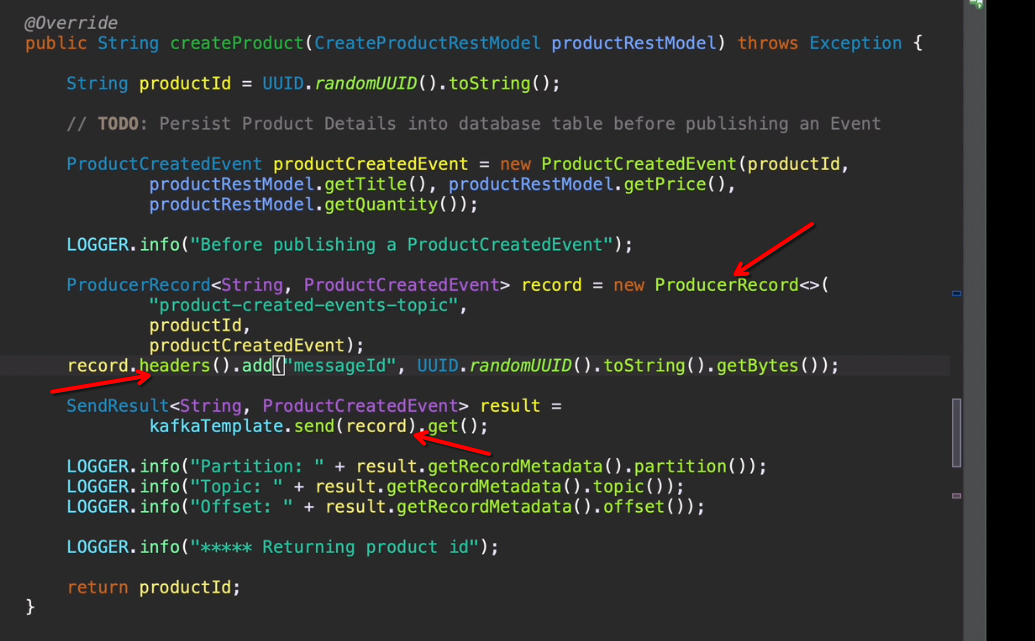 @Override
public String createProduct(CreateProductRestModel productRestModel) throws Exception {
String productId = UUID.randomUUID().toString();
// TODO: Persist Product Details into database table before publishing an Event
ProductCreatedEvent productCreatedEvent = new ProductCreatedEvent(productId,
productRestModel.getTitle(), productRestModel.getPrice(),
productRestModel.getQuantity());
LOGGER.info("Before publishing a ProductCreatedEvent");
ProducerRecord<String, ProductCreatedEvent> record = new ProducerRecord<>(
"product-created-events-topic",
productId,
productCreatedEvent);
record.headers().add("messageId", UUID.randomUUID().toString().getBytes());
SendResult<String, ProductCreatedEvent> result =
kafkaTemplate.send(record).get();
LOGGER.info("Partition: " + result.getRecordMetadata().partition());
LOGGER.info("Topic: " + result.getRecordMetadata().topic());
LOGGER.info("Offset: " + result.getRecordMetadata().offset());
LOGGER.info("***** Returning product id");
return productId;
}